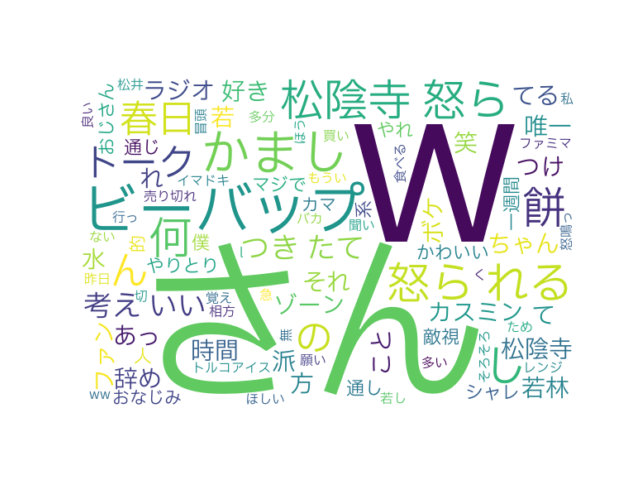 松井
ラジオ
好き
松陰寺
怒ら
てる
私
良い
おじさん
春日
冒頭
若
多分
ほう
買い
やれ
笑
唯一
ファミマ
通じ
トーク
れ
かまし
W
食べる
つけ
イマドキ
マジで
もうい
売り切れ
カマ
系
一週間
餅
怒鳴っ
ビーバップ
バカ
聞い
ボケ
行っ
何
ない
的
僕
つき
たて
かわいい
ちゃん
水
ん
やりとり
さん
それ
怒ら
れる
く
昨日
切
覚え
急
考え
いい
相方
ゾーン
カスミン
て
ため
ファン
あっ
時間
無
の
こ
敵視
そろそろ
し
松陰寺
人
トルコアイス
派
願い
多い
レンジ
辞め
方
通し
シャレ
若林
ww
おなじみ
ほしい
若し